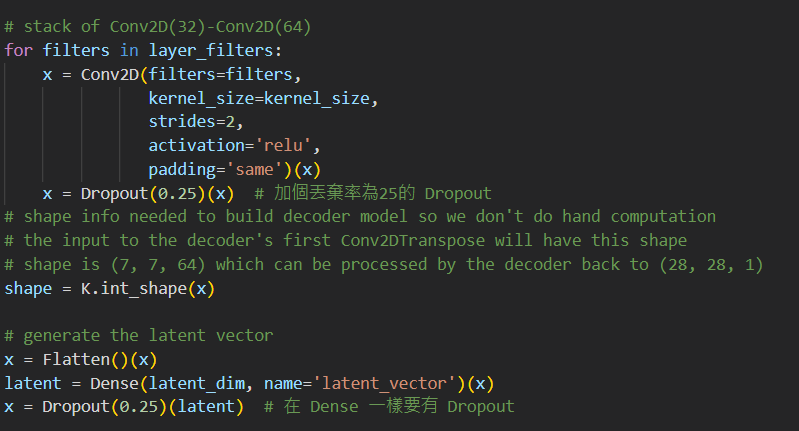 # stack of Conv2D(32)-Conv2D(64)
for filters in layer_filters:
    x = Conv2D(filters=filters,
               kernel_size=kernel_size,
               strides=2,
               activation='relu',
               padding='same')(x)
    x = Dropout(0.25)(x)  # 加個丟棄率為25的 Dropout
# shape info needed to build decoder model so we don't do hand computation
# the input to the decoder's first Conv2DTranspose will have this shape
# shape is (7, 7, 64) which can be processed by the decoder back to (28, 28, 1)
shape = K.int_shape(x)

# generate the latent vector
x = Flatten()(x)
latent = Dense(latent_dim, name='latent_vector')(x)
x = Dropout(0.25)(latent)  # 在 Dense 一樣要有 Dropout